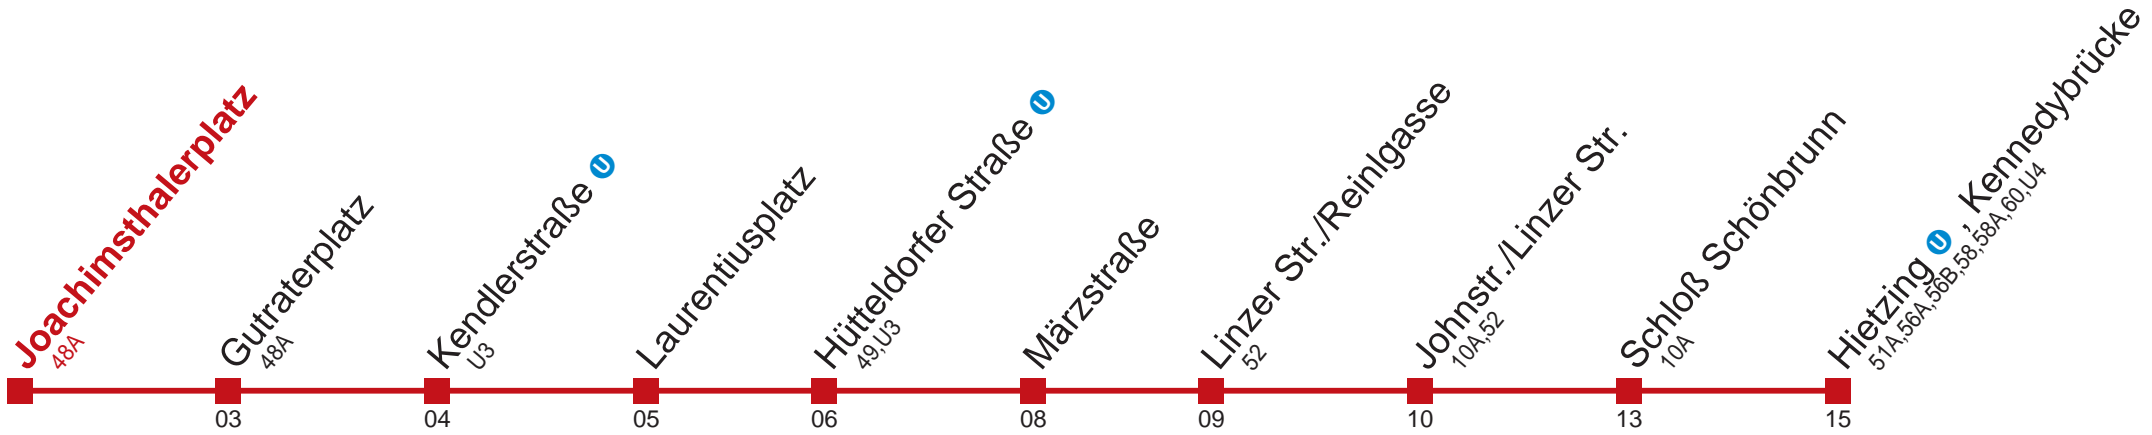 Joachimsthalerplatz
48A
Gutraterplatz
48A
Kendlerstraße U
U3
Laurentiusplatz
Hütteldorfer Straße U
49,U3
Märzstraße
Linzer Str./Reinlgasse
52
Johnstr./Linzer Str.
10A,52
Schloß Schönbrunn
10A
Hietzing U , Kennedybrücke
51A,56A,56B,58,58A,60,U4
03
04
05
06
08
09
10
13
15